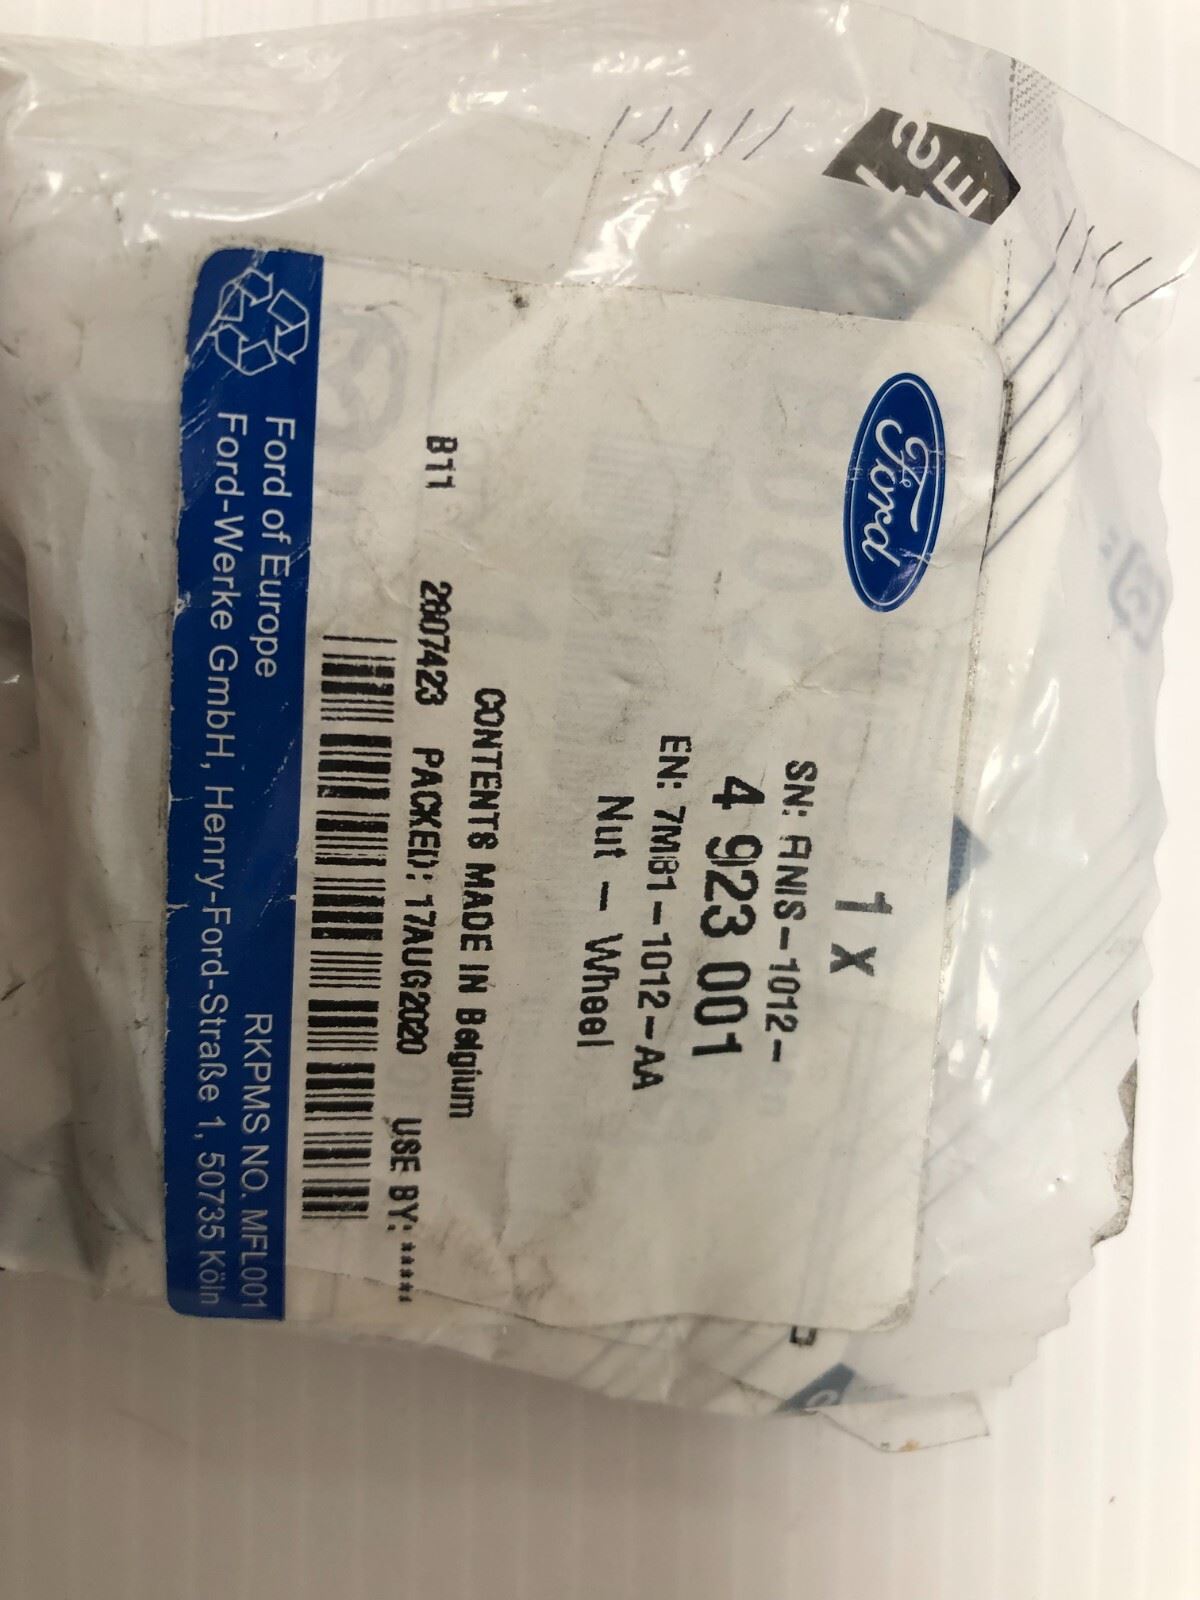 Ford
1 x
SN: ANIS-1012-
4 923 001
EN: 7M81-1012-AA
Nut - Wheel
CONTENTS MADE IN Belgium
B11 2807423 PACKED: 17AUG2020 USE BY: *****
Ford of Europe RKPMS NO. MFL001
Ford-Werke GmbH, Henry-Ford-Straße 1, 50735 Köln